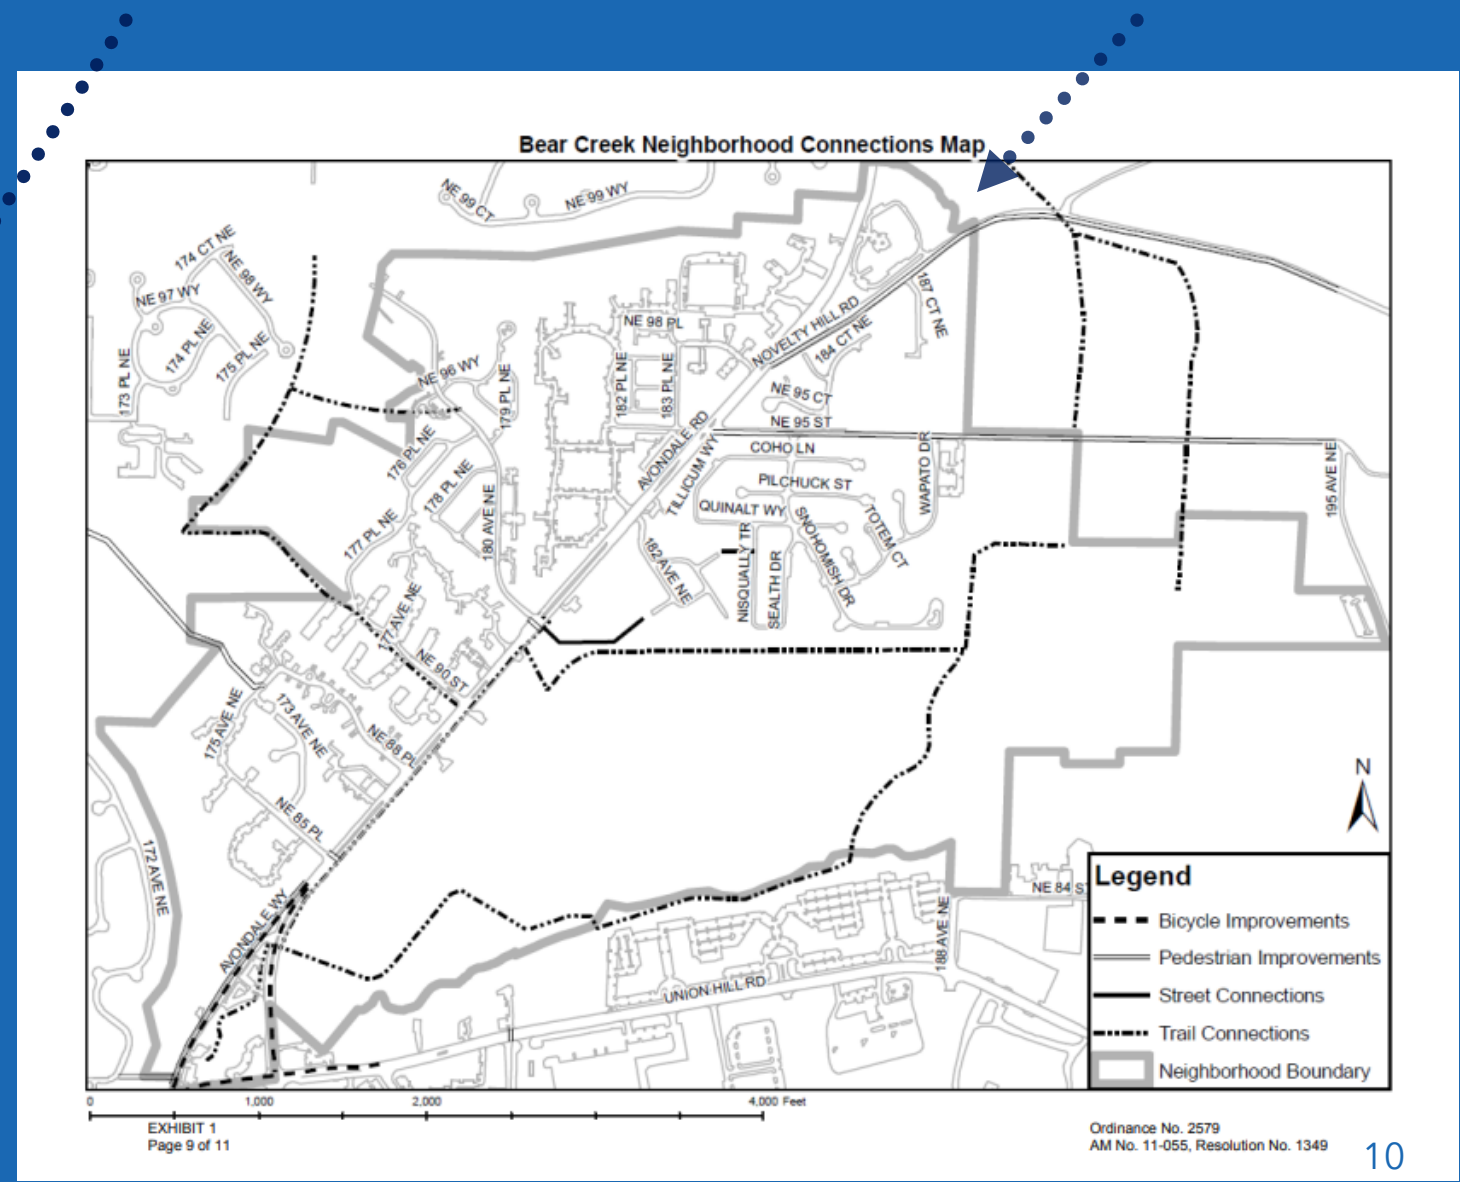 Bear Creek Neighborhood Connections Map
NE 99 CT
NE 99 WY
174 CT NE
NE 98 WY
NE 97 WY
174 PL NE
175 PL NE
173 PL NE
NE 96 WY
179 PL NE
NE 98 PL
182 PL NE
183 PL NE
NOVELTY HILL RD
187 CT NE
184 CT NE
NE 95 CT
NE 95 ST
AVONDALE RD
TILLICUM WY
COHO LN
PILCHUCK ST
QUINALT WY
WAPATO DR
195 AVE NE
176 PL NE
178 PL NE
177 PL NE
180 AVE NE
182 AVE NE
NISQUALLY TR
SEALTH DR
SNOHOMISH DR
TOTEM CT
177 AVE NE
NE 90 ST
175 AVE NE
173 AVE NE
NE 88 PL
NE 85 PL
172 AVE NE
AVONDALE WY
UNION HILL RD
188 AVE NE
NE 84 S
N
Legend
Bicycle Improvements
Pedestrian Improvements
Street Connections
Trail Connections
Neighborhood Boundary
0 1,000 2,000 4,000 Feet
EXHIBIT 1
Page 9 of 11
Ordinance No. 2579
AM No. 11-055, Resolution No. 1349
10